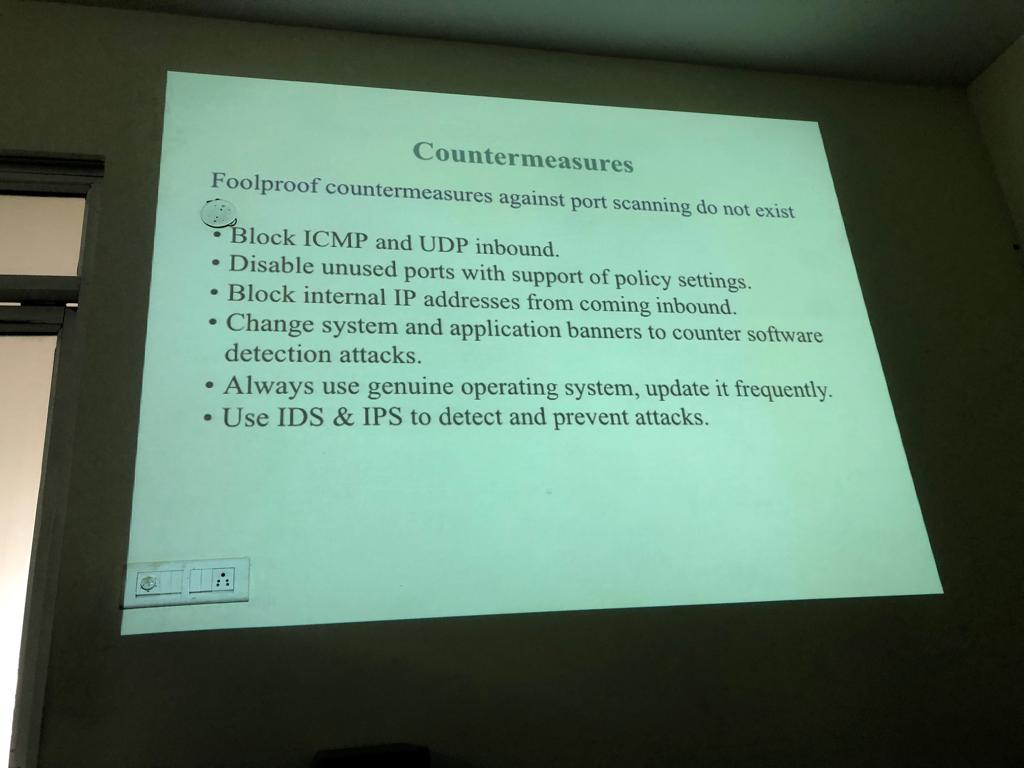 Countermeasures
Foolproof countermeasures against port scanning do not exist
• Block ICMP and UDP inbound.
• Disable unused ports with support of policy settings.
• Block internal IP addresses from coming inbound.
• Change system and application banners to counter software
detection attacks.
• Always use genuine operating system, update it frequently.
• Use IDS & IPS to detect and prevent attacks.